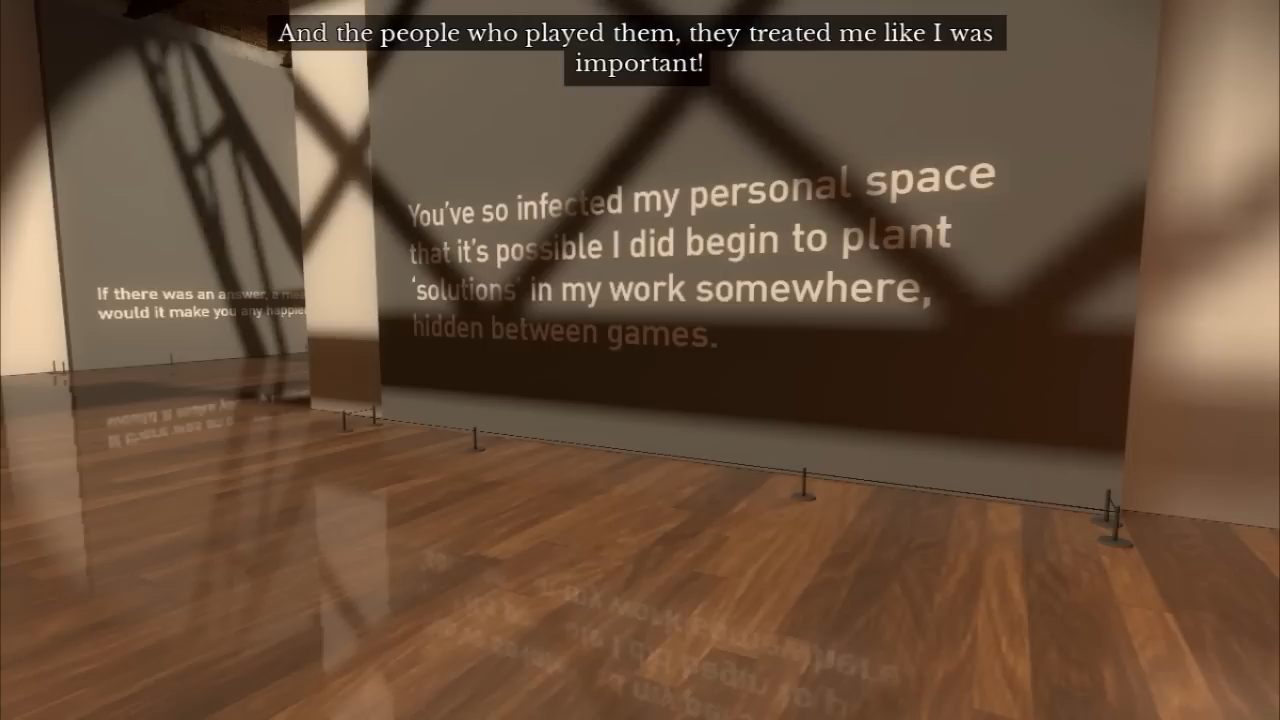 And the people who played them, they treated me like I was
important!
You've so infected my personal space
that it's possible I did begin to plant
'solutions' in my work somewhere,
hidden between games.
If there was an answer, a
would it make you any